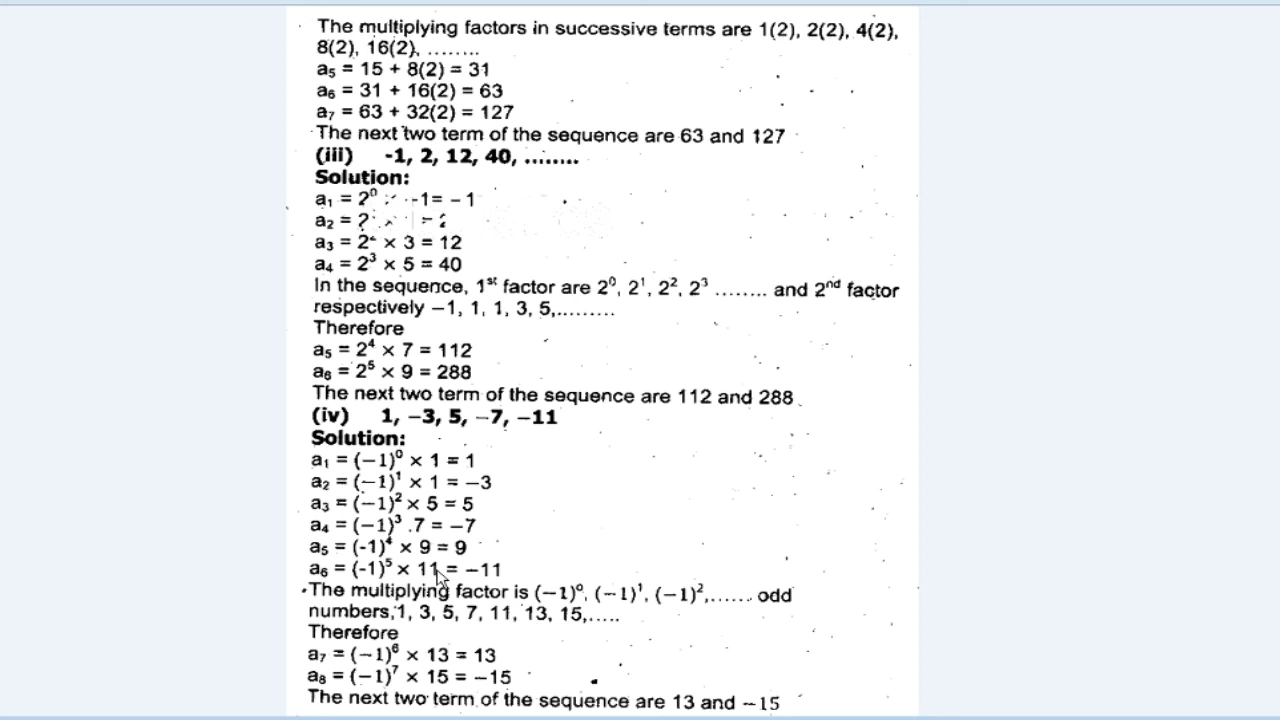 The multiplying factors in successive terms are 1(2), 2(2), 4(2),
8(2), 16(2), ........
a₅ = 15 + 8(2) = 31
a₆ = 31 + 16(2) = 63
a₇ = 63 + 32(2) = 127
The next two term of the sequence are 63 and 127
(iii) -1, 2, 12, 40, ........
Solution:
a₁ = 2⁰ -1= – 1
a₂ =
a₃ = 2² × 3 = 12
a₄ = 2³ × 5 = 40
In the sequence, 1ˢᵗ factor are 2⁰, 2¹, 2², 2³ ........ and 2ⁿᵈ factor
respectively –1, 1, 1, 3, 5,.........
Therefore
a₅ = 2⁴ × 7 = 112
a₆ = 2⁵ × 9 = 288
The next two term of the sequence are 112 and 288
(iv) 1, –3, 5, –7, –11
Solution:
a₁ = (–1)⁰ × 1 = 1
a₂ = (–1)¹ × 1 = –3
a₃ = (–1)² × 5 = 5
a₄ = (–1)³ .7 = –7
a₅ = (-1)⁴ × 9 = 9
a₆ = (-1)⁵ × 11 = –11
The multiplying factor is (–1)⁰, (–1)¹, (–1)²,...... odd
numbers, 1, 3, 5, 7, 11, 13, 15,.....
Therefore
a₇ = (–1)⁶ × 13 = 13
a₈ = (–1)⁷ × 15 = –15
The next two term of the sequence are 13 and –15